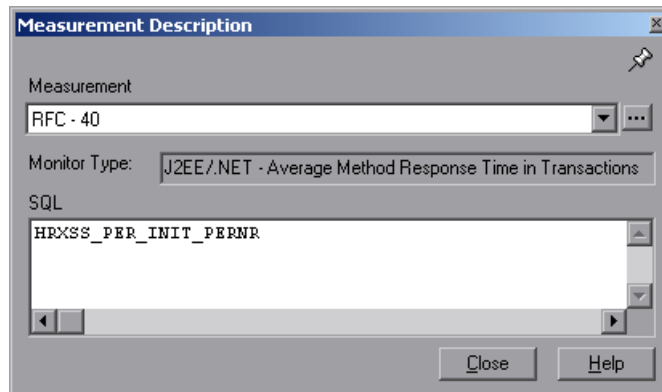 Measurement Description
Measurement
RFC - 40
Monitor Type: J2EE/.NET - Average Method Response Time in Transactions
SQL
HRXSS_PER_INIT_PERNR
Close Help